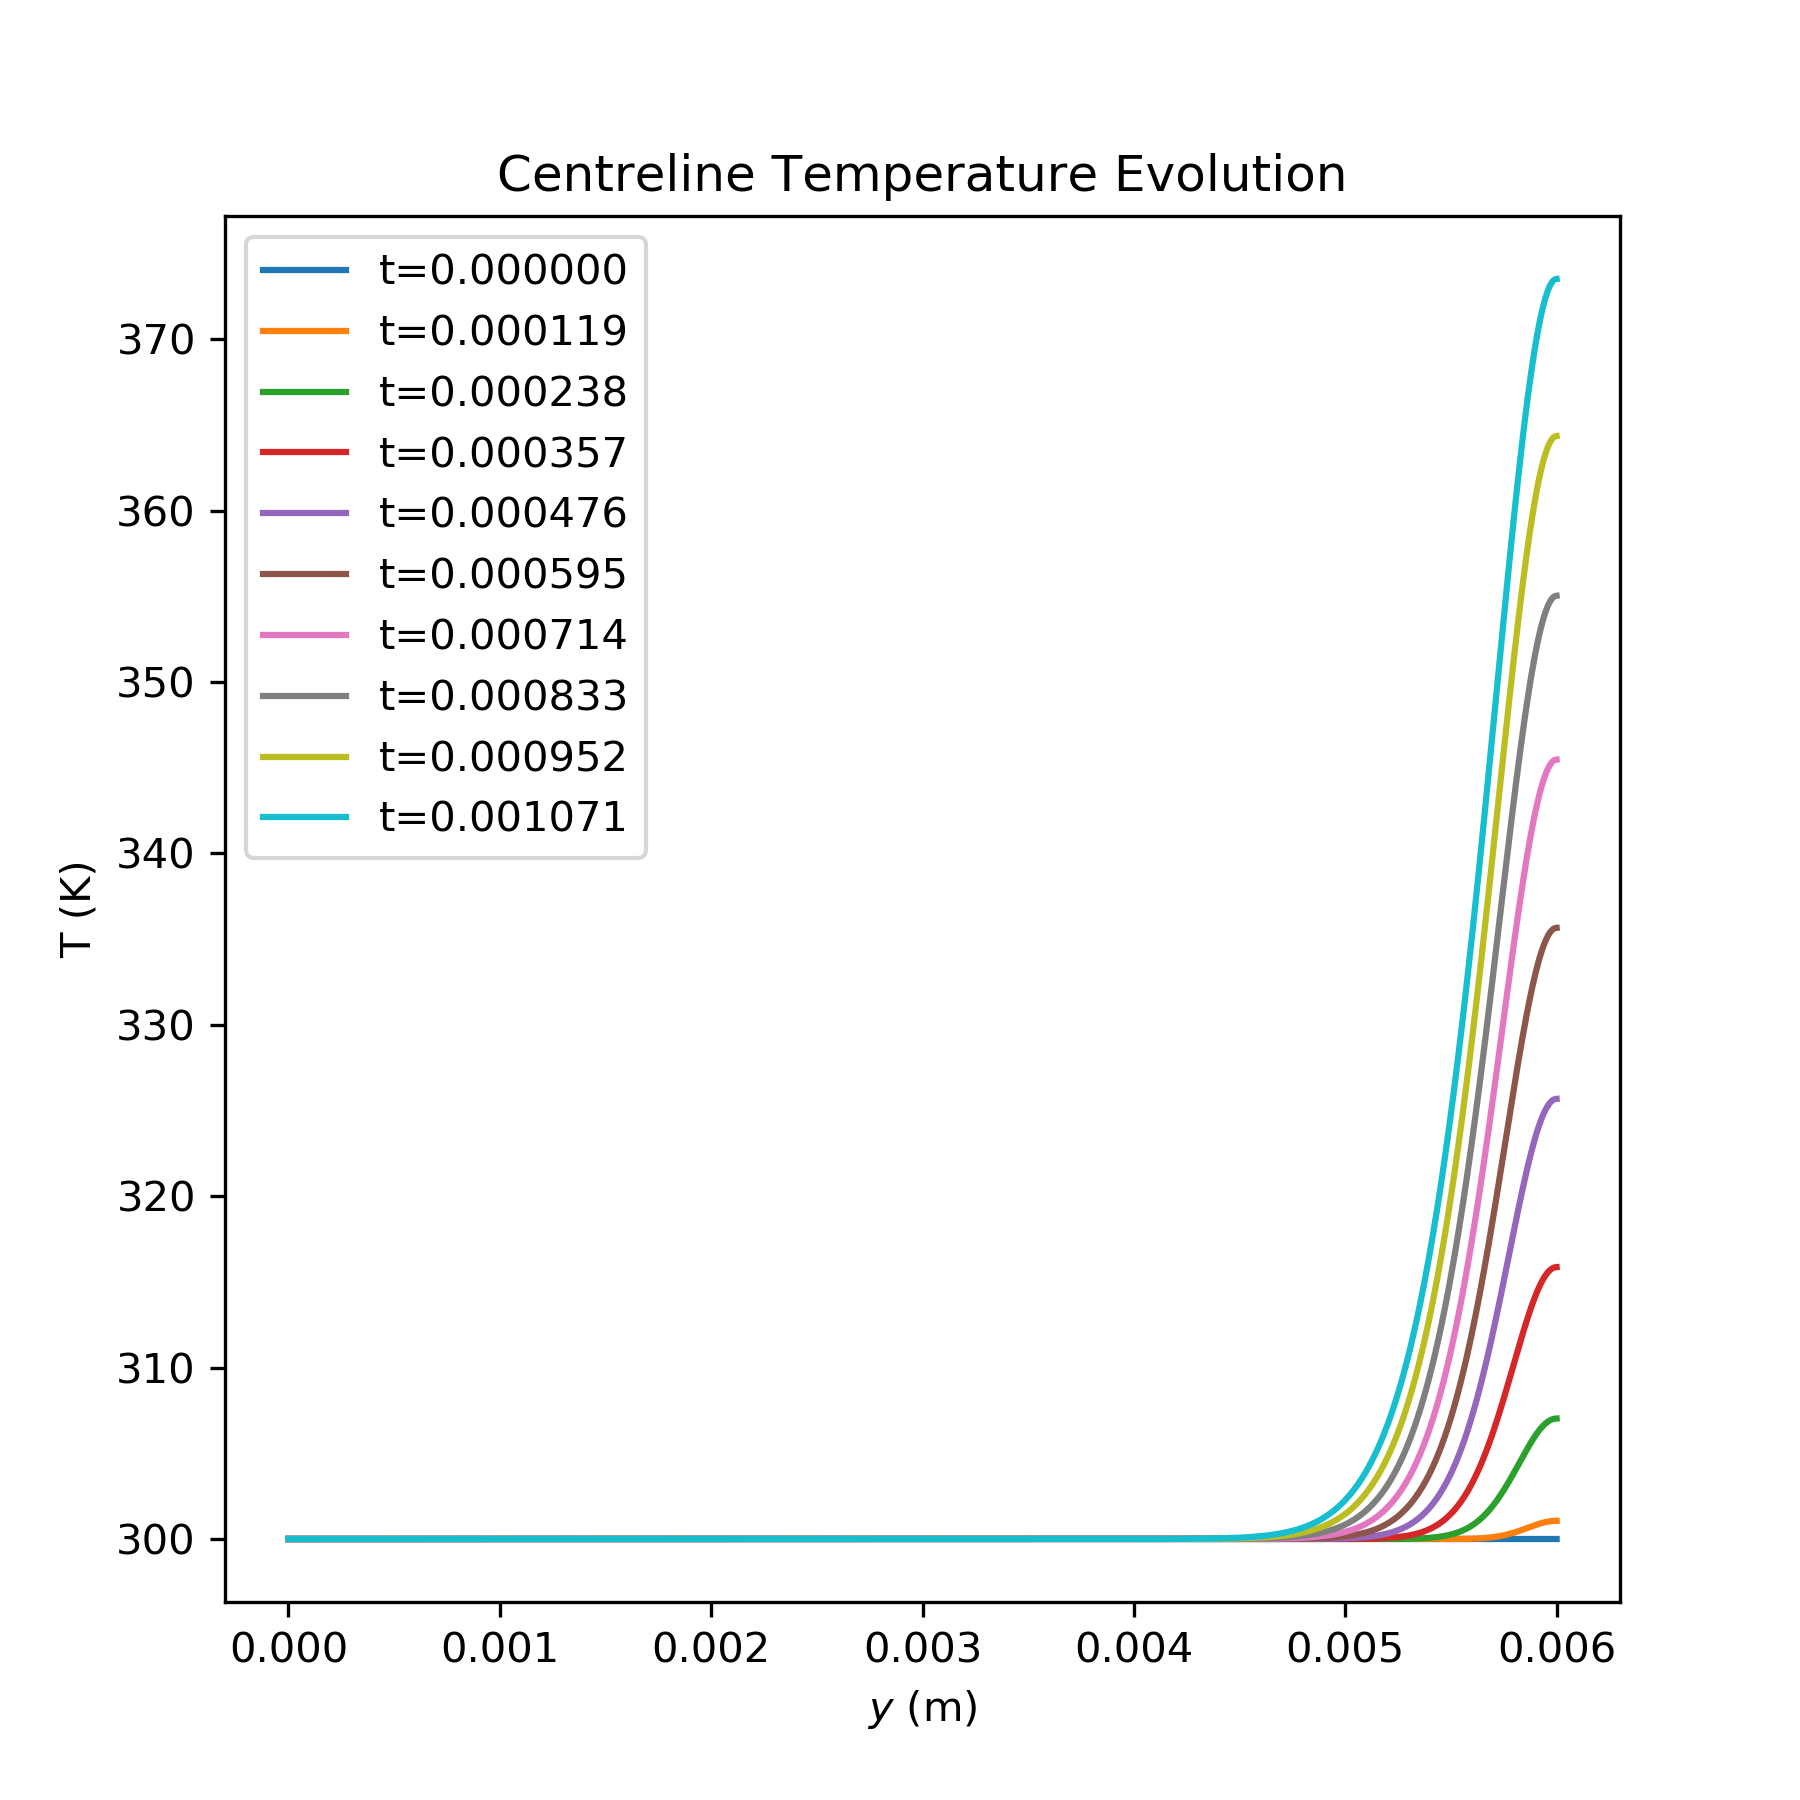 Centreline Temperature Evolution
t=0.000000
t=0.000119
t=0.000238
t=0.000357
t=0.000476
t=0.000595
t=0.000714
t=0.000833
t=0.000952
t=0.001071
T (K)
370
360
350
340
330
320
310
300
0.000 0.001 0.002 0.003 0.004 0.005 0.006
y (m)